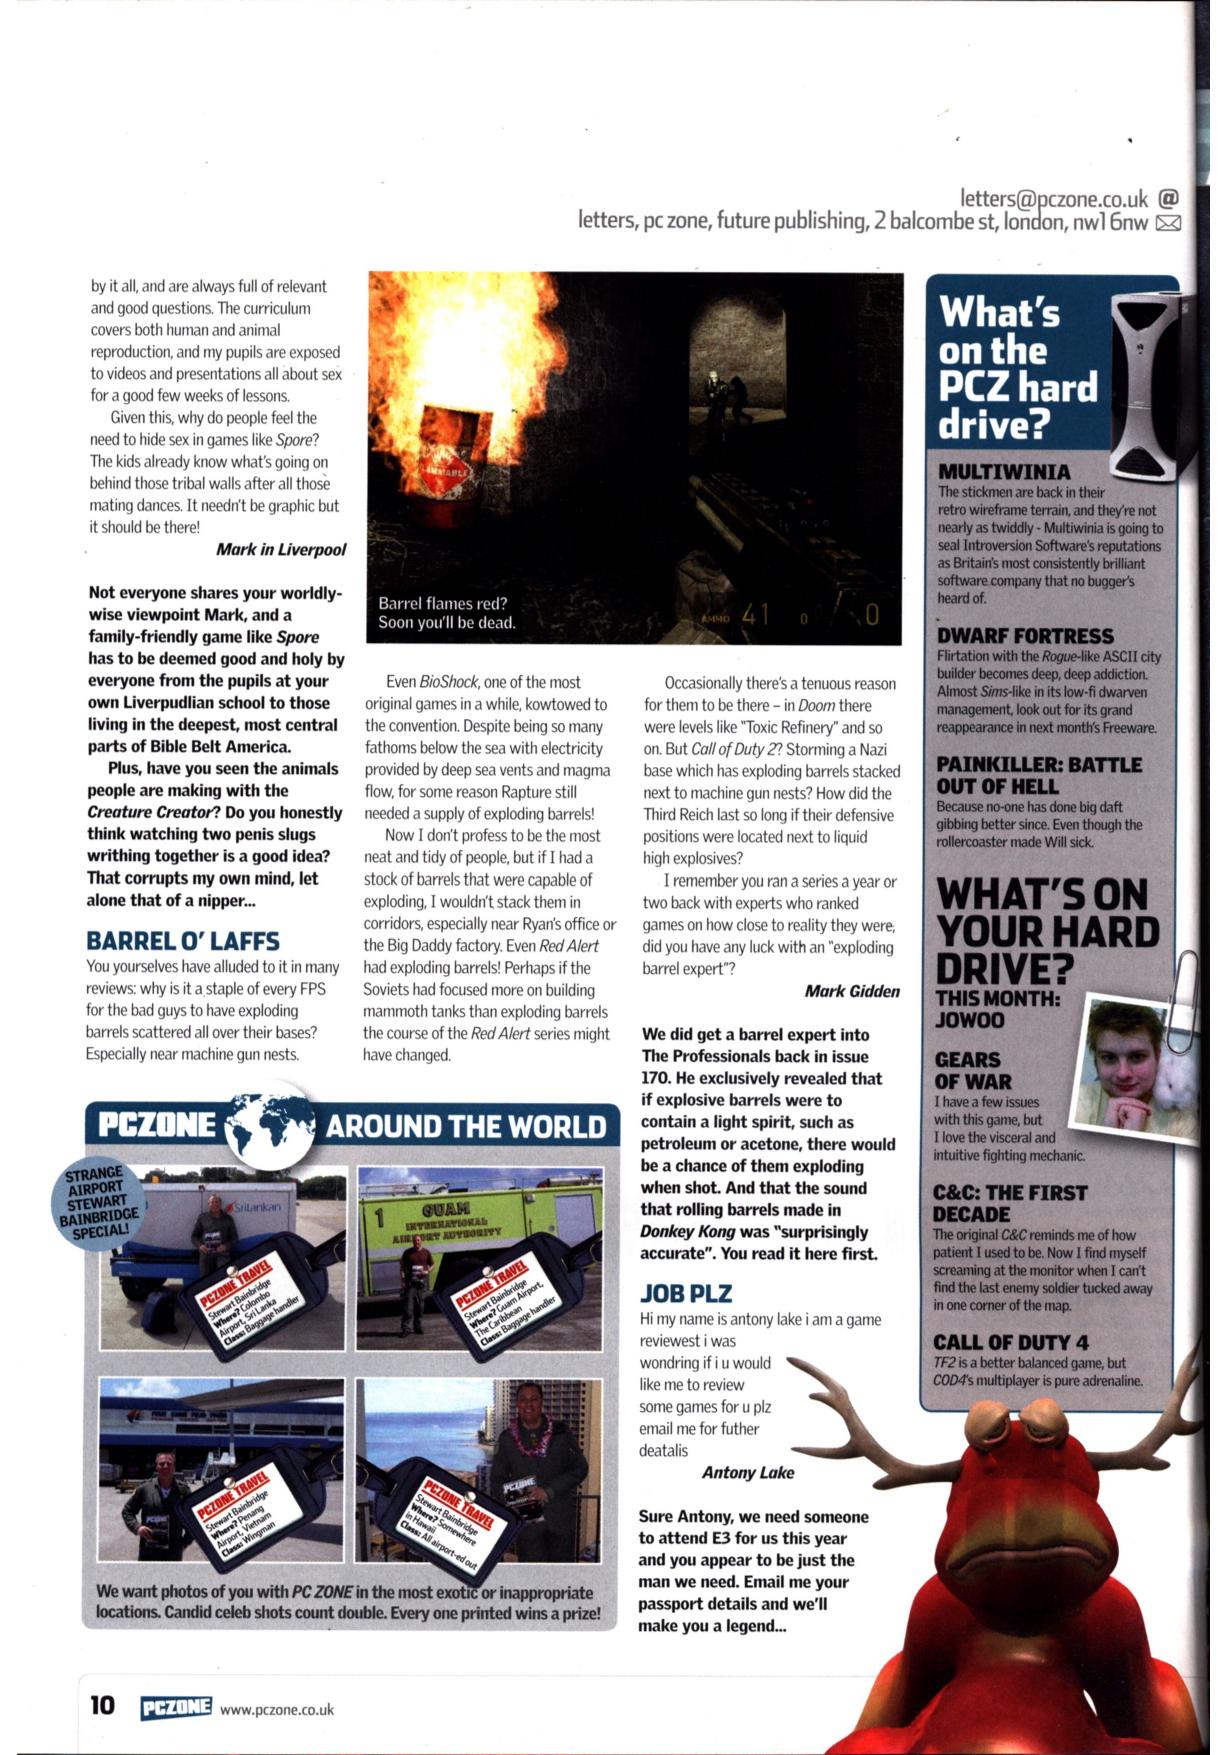 letters@pczone.co.uk @
letters, pc zone, future publishing, 2 balcombe st, london, nw1 6nw
by it all, and are always full of relevant
and good questions. The curriculum
covers both human and animal
reproduction, and my pupils are exposed
to videos and presentations all about sex
for a good few weeks of lessons.
Given this, why do people feel the
need to hide sex in games like Spore?
The kids already know what's going on
behind those tribal walls after all those
mating dances. It needn't be graphic but
it should be there!
Mark in Liverpool
Not everyone shares your worldly-
wise viewpoint Mark, and a
family-friendly game like Spore
has to be deemed good and holy by
everyone from the pupils at your
own Liverpudlian school to those
living in the deepest, most central
parts of Bible Belt America.
Plus, have you seen the animals
people are making with the
Creature Creator? Do you honestly
think watching two penis slugs
writhing together is a good idea?
That corrupts my own mind, let
alone that of a nipper...
BARREL O' LAFFS
You yourselves have alluded to it in many
reviews: why is it a staple of every FPS
for the bad guys to have exploding
barrels scattered all over their bases?
Especially near machine gun nests.
Barrel flames red?
Soon you'll be dead.
AMMO 41 0 0
Even BioShock, one of the most
original games in a while, kowtowed to
the convention. Despite being so many
fathoms below the sea with electricity
provided by deep sea vents and magma
flow, for some reason Rapture still
needed a supply of exploding barrels!
Now I don't profess to be the most
neat and tidy of people, but if I had a
stock of barrels that were capable of
exploding, I wouldn't stack them in
corridors, especially near Ryan's office or
the Big Daddy factory. Even Red Alert
had exploding barrels! Perhaps if the
Soviets had focused more on building
mammoth tanks than exploding barrels
the course of the Red Alert series might
have changed.
Occasionally there's a tenuous reason
for them to be there – in Doom there
were levels like "Toxic Refinery" and so
on. But Call of Duty 2? Storming a Nazi
base which has exploding barrels stacked
next to machine gun nests? How did the
Third Reich last so long if their defensive
positions were located next to liquid
high explosives?
I remember you ran a series a year or
two back with experts who ranked
games on how close to reality they were,
did you have any luck with an "exploding
barrel expert"?
Mark Gidden
We did get a barrel expert into
The Professionals back in issue
170. He exclusively revealed that
if explosive barrels were to
contain a light spirit, such as
petroleum or acetone, there would
be a chance of them exploding
when shot. And that the sound
that rolling barrels made in
Donkey Kong was "surprisingly
accurate". You read it here first.
JOB PLZ
Hi my name is antony lake i am a game
reviewest i was
wondring if i u would
like me to review
some games for u plz
email me for futher
deatalis
Antony Lake
Sure Antony, we need someone
to attend E3 for us this year
and you appear to be just the
man we need. Email me your
passport details and we'll
make you a legend...
PCZONE AROUND THE WORLD
STRANGE
AIRPORT
STEWART
BAINBRIDGE
SPECIAL!
SriLankan
PCZONE TRAVEL
Stewart Bainbridge
Where? Colombo
Airport, Sri Lanka
Class: Baggage handler
1 GUAM
INTERNATIONAL
AIRPORT AUTHORITY
PCZONE TRAVEL
Stewart Bainbridge
Where? Guam Airport,
The Caribbean
Class: Baggage handler
PCZONE TRAVEL
Stewart Bainbridge
Where? Penang
Airport, Vietnam
Class: Wingman
PCZONE
PCZONE TRAVEL
Stewart Bainbridge
Where? Somewhere
in Hawaii
Class: All airport-ed out
We want photos of you with PC ZONE in the most exotic or inappropriate
locations. Candid celeb shots count double. Every one printed wins a prize!
What's
on the
PCZ hard
drive?
MULTIWINIA
The stickmen are back in their
retro wireframe terrain, and they're not
nearly as twiddly - Multiwinia is going to
seal Introversion Software's reputations
as Britain's most consistently brilliant
software company that no bugger's
heard of.
DWARF FORTRESS
Flirtation with the Rogue-like ASCII city
builder becomes deep, deep addiction.
Almost Sims-like in its low-fi dwarven
management, look out for its grand
reappearance in next month's Freeware.
PAINKILLER: BATTLE
OUT OF HELL
Because no-one has done big daft
gibbing better since. Even though the
rollercoaster made Will sick.
WHAT'S ON
YOUR HARD
DRIVE?
THIS MONTH:
JOWOO
GEARS
OF WAR
I have a few issues
with this game, but
I love the visceral and
intuitive fighting mechanic.
C&C: THE FIRST
DECADE
The original C&C reminds me of how
patient I used to be. Now I find myself
screaming at the monitor when I can't
find the last enemy soldier tucked away
in one corner of the map.
CALL OF DUTY 4
TF2 is a better balanced game, but
COD4's multiplayer is pure adrenaline.
10 PCZONE www.pczone.co.uk